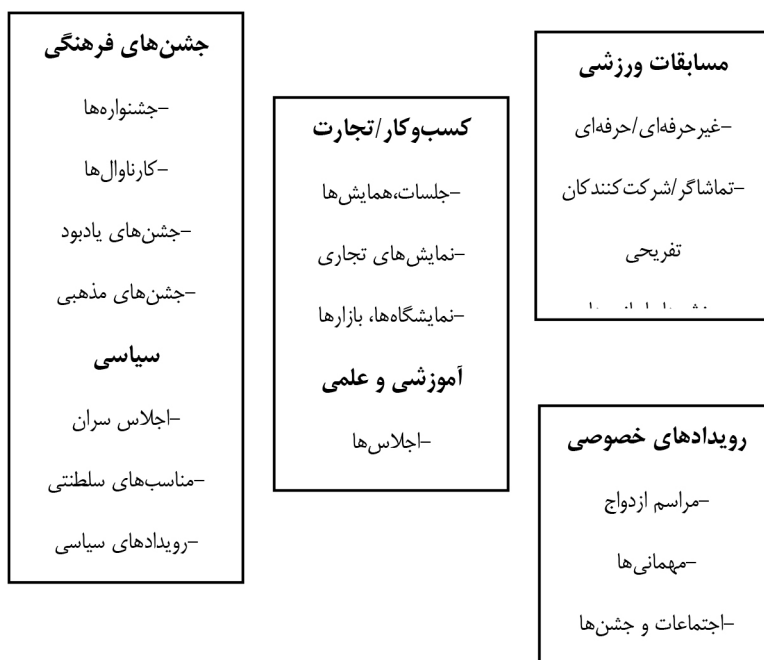 مسابقات ورزشی
-غیرحرفه‌ای/حرفه‌ای
-تماشاگر/شرکت‌کنندکان
تفریحی
رویدادهای خصوصی
-مراسم ازدواج
-مهمانی‌ها
-اجتماعات و جشن‌ها
کسب‌وکار/تجارت
-جلسات،همایش‌ها
-نمایش‌های تجاری
-نمایشگاه‌ها، بازارها
آموزشی و علمی
-اجلاس‌ها
جشن‌های فرهنگی
-جشنواره‌ها
-کارناوال‌ها
-جشن‌های یادبود
-جشن‌های مذهبی
سیاسی
-اجلاس سران
-مناسب‌های سلطنتی
-رویدادهای سیاسی